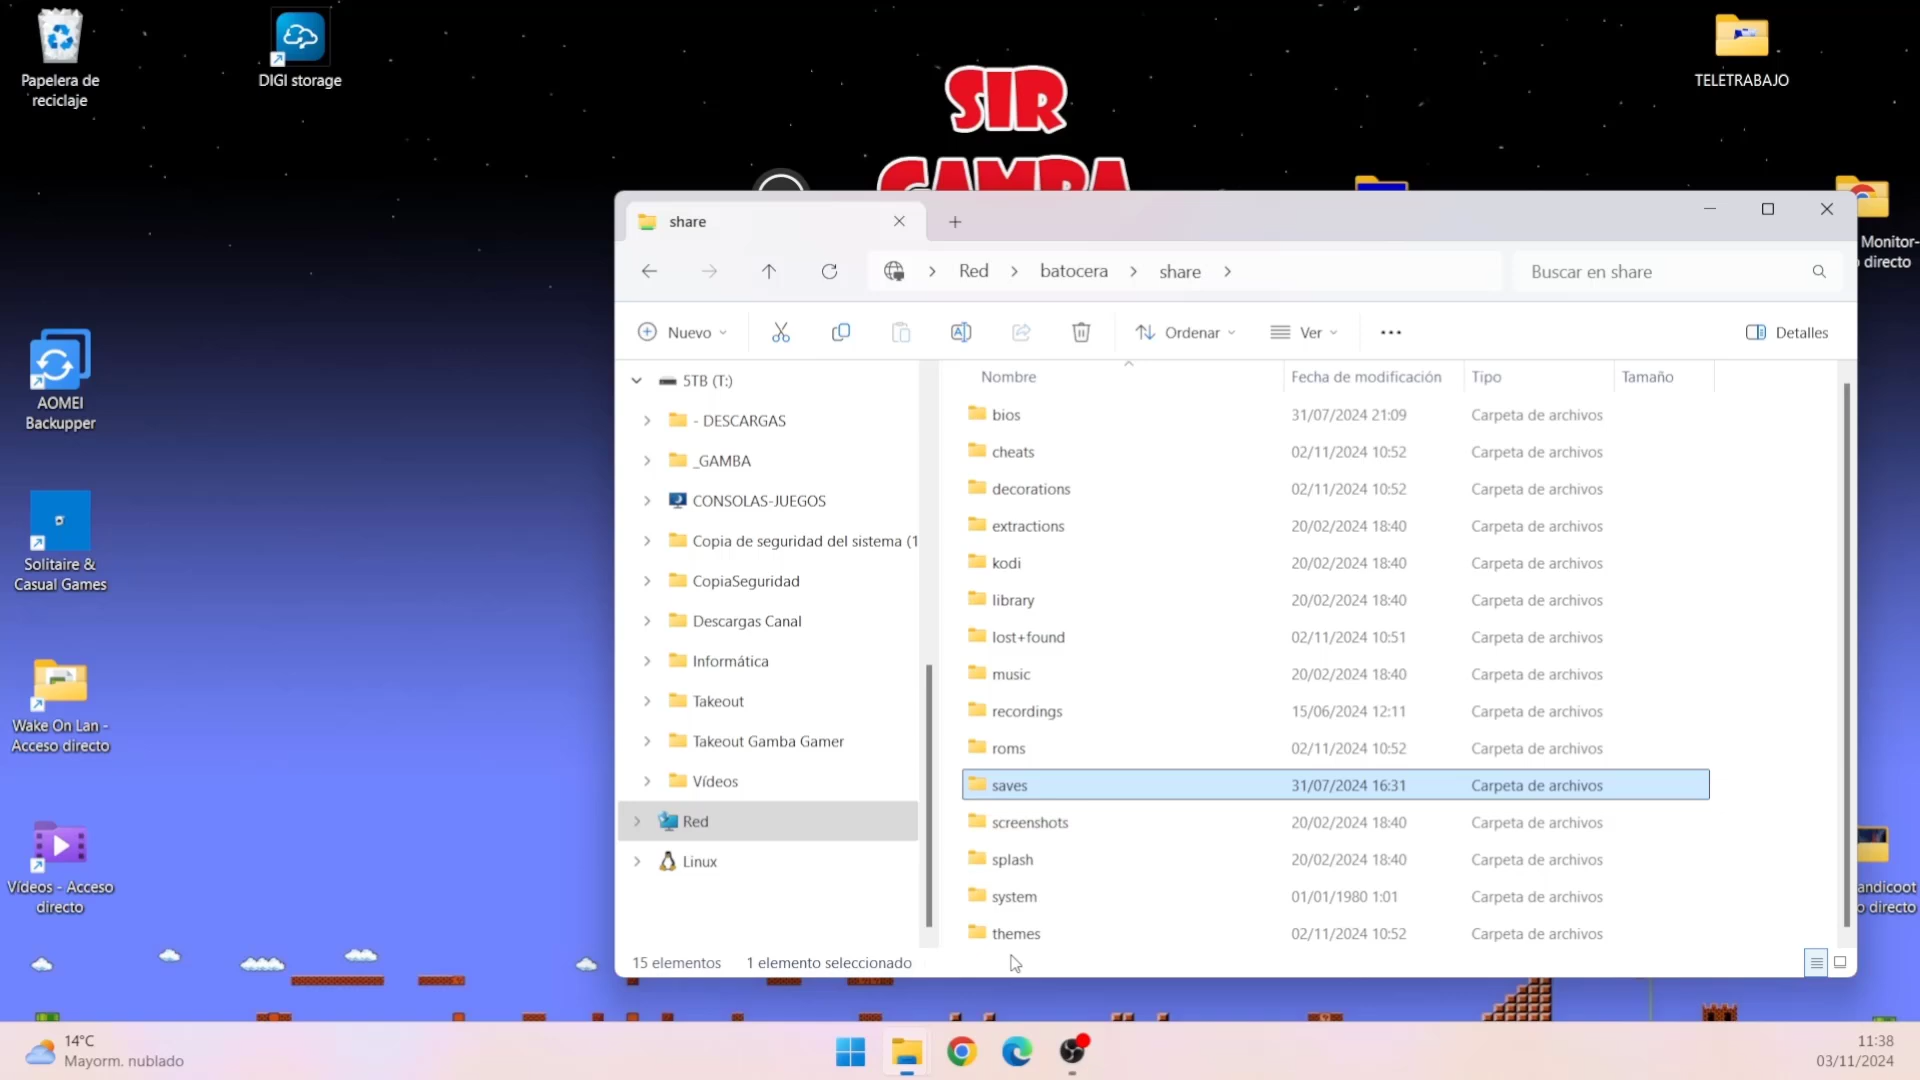 Papelera de
reciclaje
DIGI storage
SIR
GAMBA
TELETRABAJO
Monitor-
directo
AOMEI
Backupper
Solitaire &
Casual Games
Wake On Lan -
Acceso directo
Vídeos - Acceso
directo
share
Red
batocera
share
Buscar en share
Nuevo
Ordenar
Ver
Detalles
5TB (T:)
- DESCARGAS
_GAMBA
CONSOLAS-JUEGOS
Copia de seguridad del sistema (1
CopiaSeguridad
Descargas Canal
Informática
Takeout
Takeout Gamba Gamer
Vídeos
Red
Linux
Nombre Fecha de modificación Tipo Tamaño
bios 31/07/2024 21:09 Carpeta de archivos
cheats 02/11/2024 10:52 Carpeta de archivos
decorations 02/11/2024 10:52 Carpeta de archivos
extractions 20/02/2024 18:40 Carpeta de archivos
kodi 20/02/2024 18:40 Carpeta de archivos
library 20/02/2024 18:40 Carpeta de archivos
lost+found 02/11/2024 10:51 Carpeta de archivos
music 20/02/2024 18:40 Carpeta de archivos
recordings 15/06/2024 12:11 Carpeta de archivos
roms 02/11/2024 10:52 Carpeta de archivos
saves 31/07/2024 16:31 Carpeta de archivos
screenshots 20/02/2024 18:40 Carpeta de archivos
splash 20/02/2024 18:40 Carpeta de archivos
system 01/01/1980 1:01 Carpeta de archivos
themes 02/11/2024 10:52 Carpeta de archivos
15 elementos 1 elemento seleccionado
andicoot
o directo
14°C
Mayorm. nublado
11:38
03/11/2024